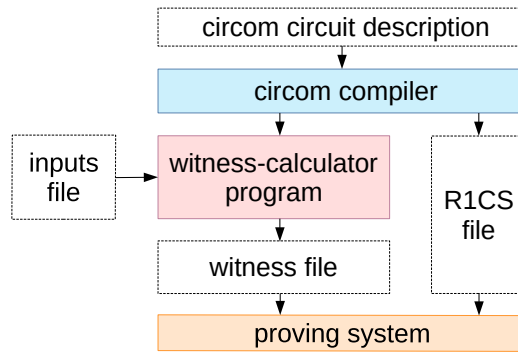 circom circuit description
circom compiler
inputs
file
witness-calculator
program
R1CS
file
witness file
proving system